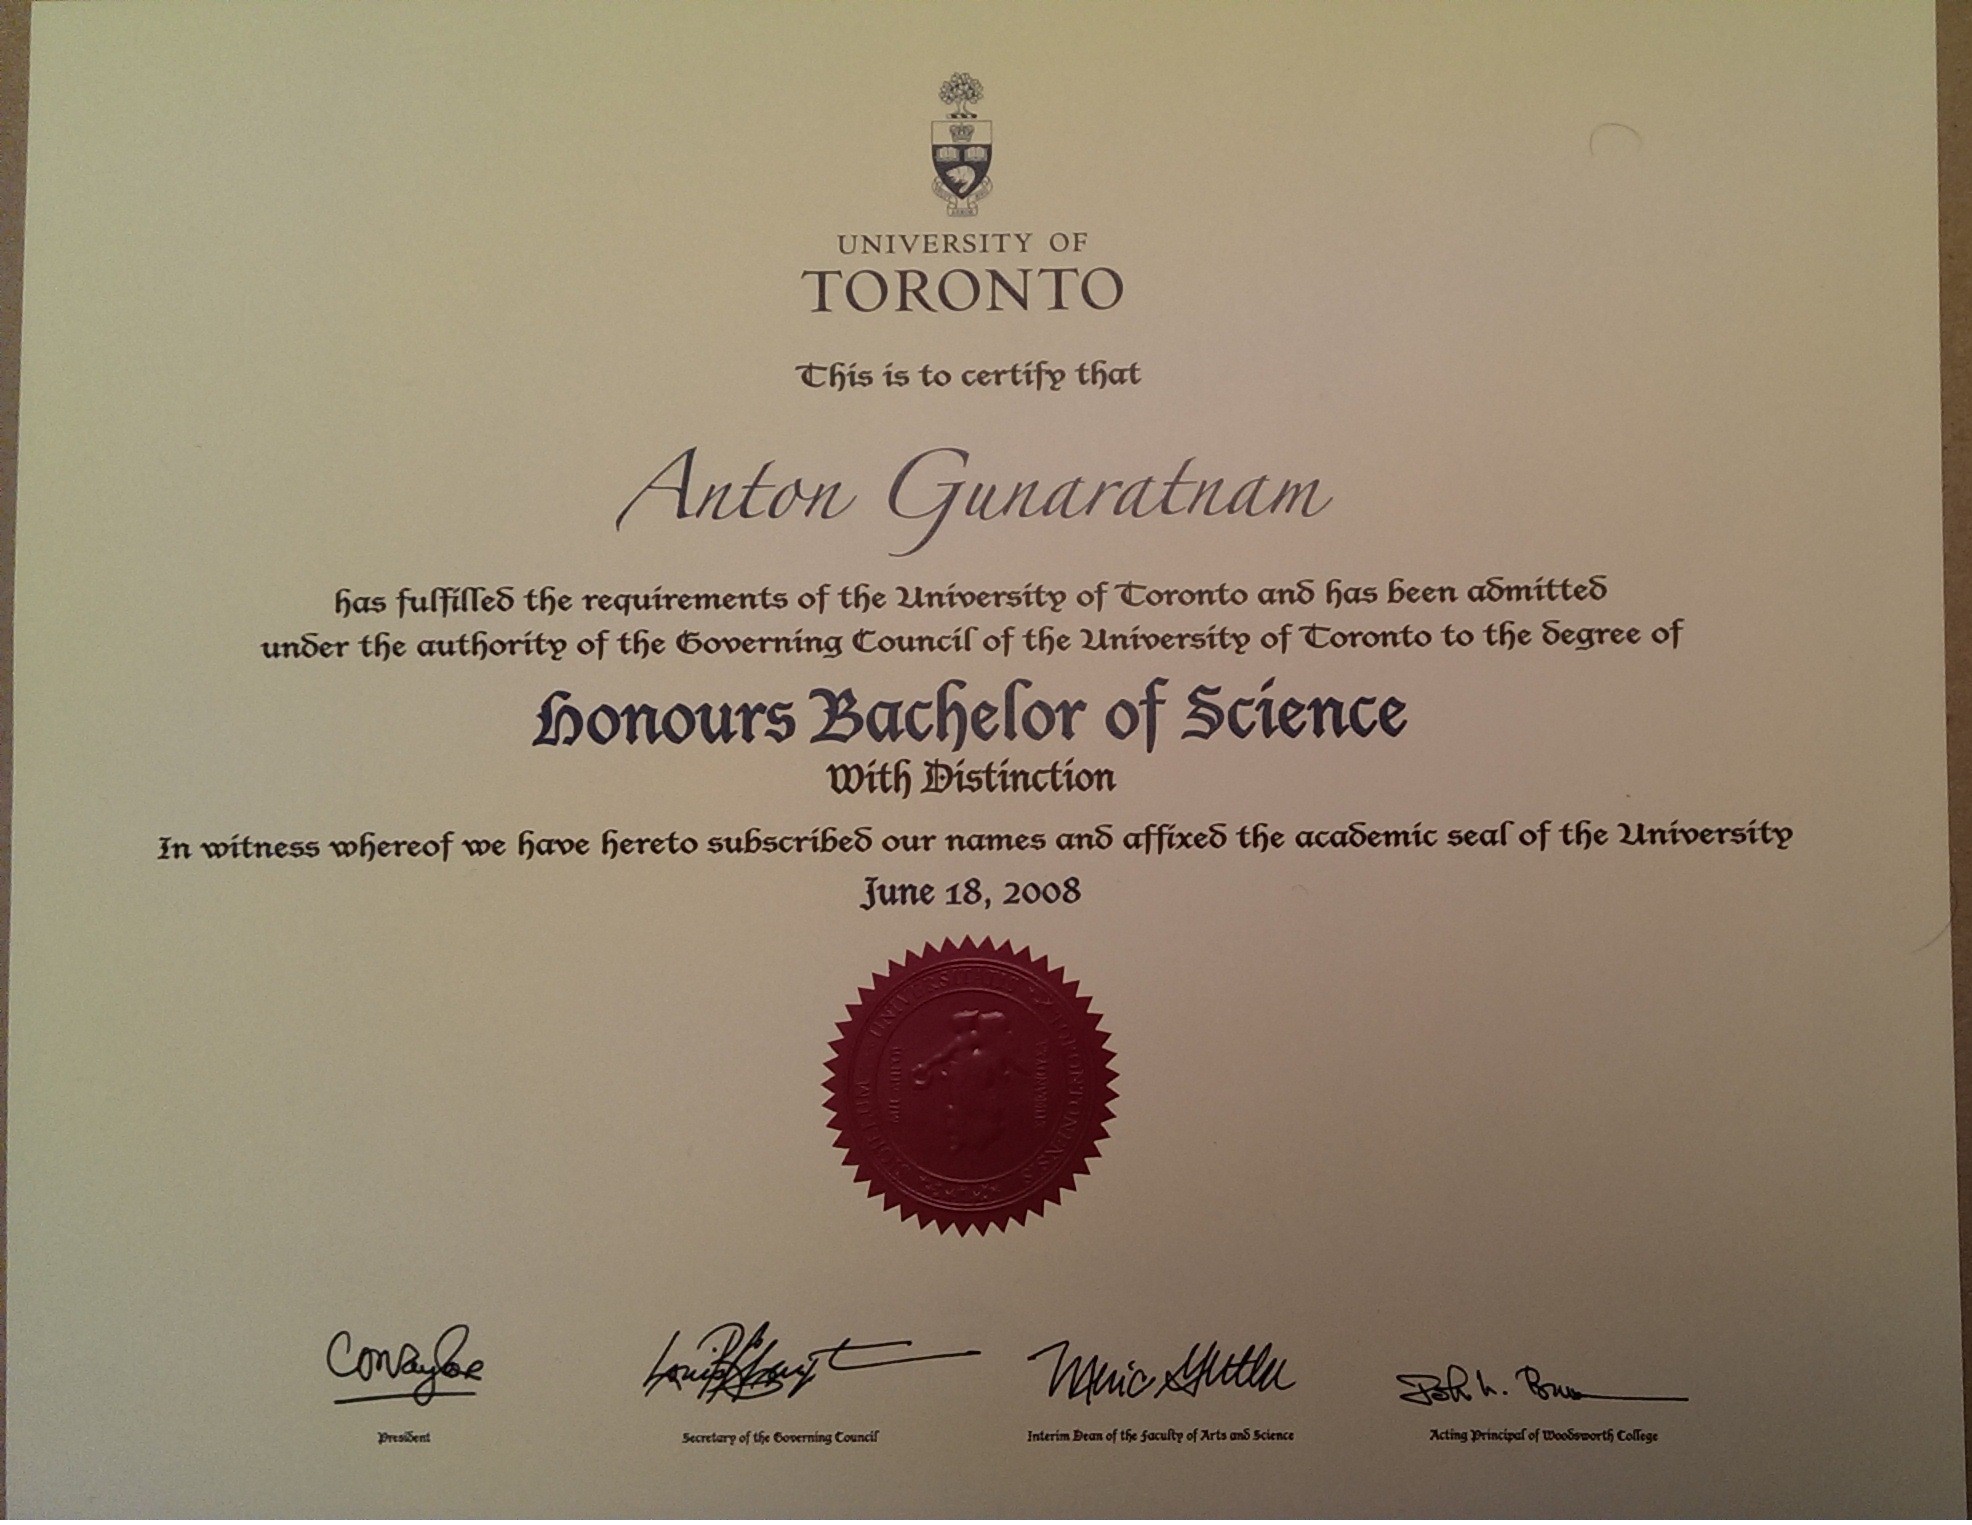 UNIVERSITY OF
TORONTO
This is to certify that
Anton Gunaratnam
has fulfilled the requirements of the University of Toronto and has been admitted
under the authority of the Governing Council of the University of Toronto to the degree of
Honours Bachelor of Science
With Distinction
In witness whereof we have hereto subscribed our names and affixed the academic seal of the University
June 18, 2008
President
Secretary of the Governing Council
Interim Dean of the Faculty of Arts and Science
Acting Principal of Woodsworth College